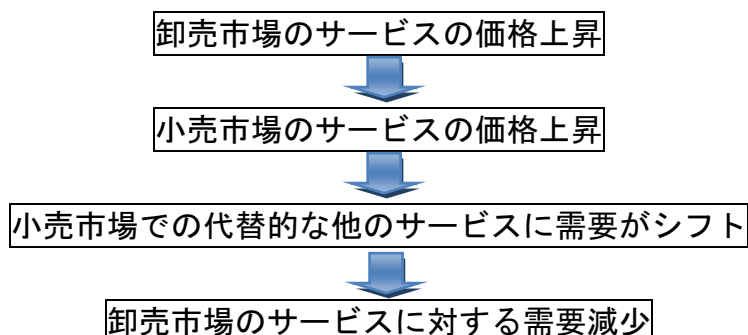 卸売市場のサービスの価格上昇
小売市場のサービスの価格上昇
小売市場での代替的な他のサービスに需要がシフト
卸売市場のサービスに対する需要減少